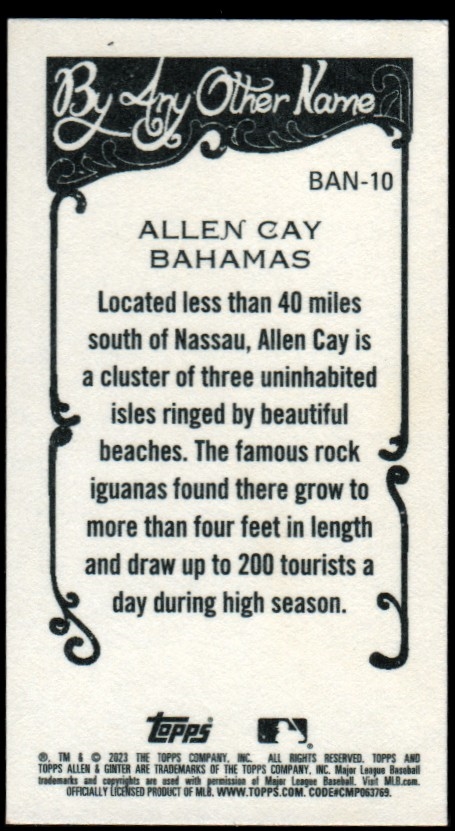 By Any Other Name
BAN-10
ALLEN CAY
BAHAMAS
Located less than 40 miles
south of Nassau, Allen Cay is
a cluster of three uninhabited
isles ringed by beautiful
beaches. The famous rock
iguanas found there grow to
more than four feet in length
and draw up to 200 tourists a
day during high season.
topps
®, TM & © 2023 THE TOPPS COMPANY, INC. ALL RIGHTS RESERVED. TOPPS AND
TOPPS ALLEN & GINTER ARE TRADEMARKS OF THE TOPPS COMPANY, INC. Major League Baseball
trademarks and copyrights are used with permission of Major League Baseball. Visit MLB.com.
OFFICIALLY LICENSED PRODUCT OF MLB. WWW.TOPPS.COM. CODE#CMP063769.